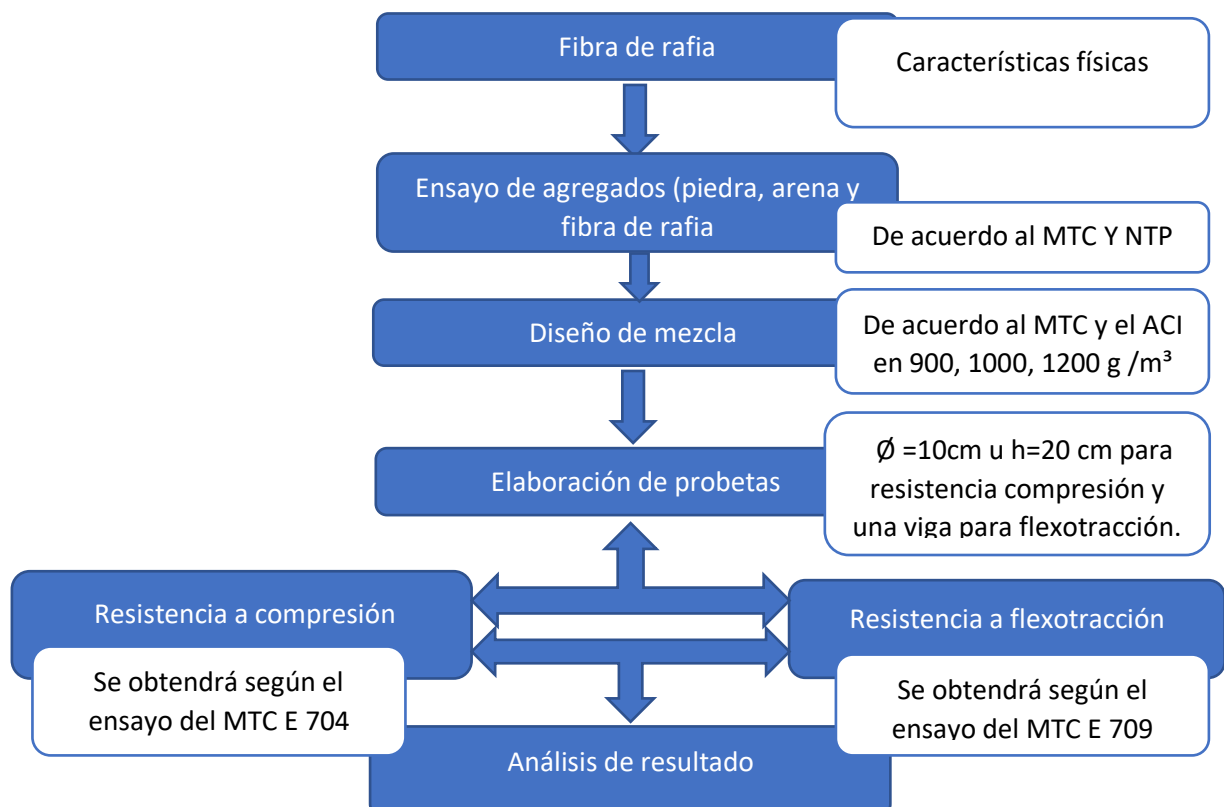 Fibra de rafia
Características físicas
Ensayo de agregados (piedra, arena y
fibra de rafia
De acuerdo al MTC Y NTP
Diseño de mezcla
De acuerdo al MTC y el ACI
en 900, 1000, 1200 g /m³
Elaboración de probetas
Ø =10cm u h=20 cm para
resistencia compresión y
una viga para flexotracción.
Resistencia a compresión
Se obtendrá según el
ensayo del MTC E 704
Resistencia a flexotracción
Se obtendrá según el
ensayo del MTC E 709
Análisis de resultado